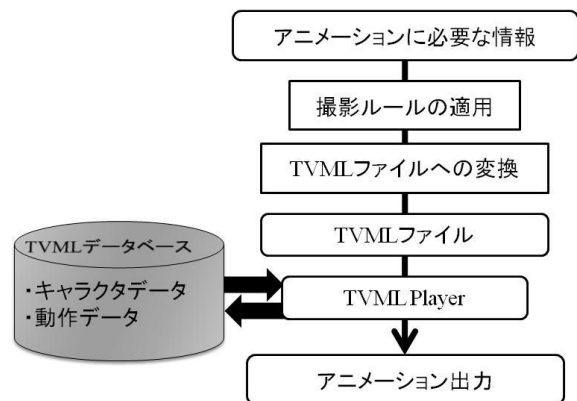 アニメーションに必要な情報
撮影ルールの適用
TVMLファイルへの変換
TVMLファイル
TVMLデータベース
・キャラクタデータ
・動作データ
TVML Player
アニメーション出力